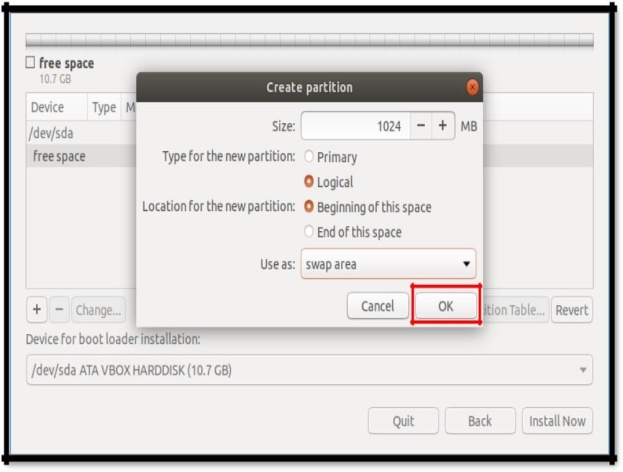 free space
10.7 GB
Create partition
Device Type M
/dev/sda
free space
Size: 1024 − + MB
Type for the new partition: Primary
Logical
Location for the new partition: Beginning of this space
End of this space
Use as: swap area
Cancel OK
+ − Change... Table... Revert
Device for boot loader installation:
/dev/sda ATA VBOX HARDDISK (10.7 GB)
Quit Back Install Now